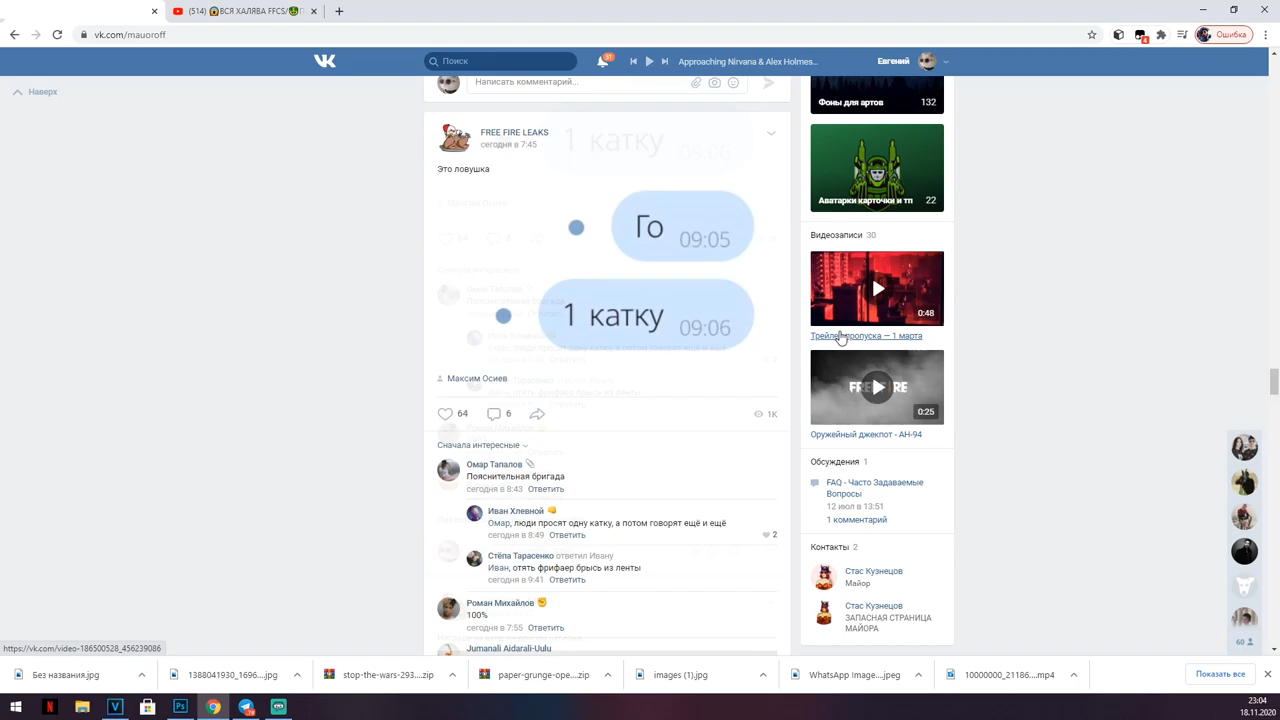 (514) 😱ВСЯ ХАЛЯВА FFCS/🤢П
vk.com/mauoroff
4
Ошибка
Поиск
31
Approaching Nirvana & Alex Holmes...
Евгений
Наверх
Написать комментарий...
FREE FIRE LEAKS
сегодня в 7:45
Это ловушка
1 катку
09:06
Го
09:05
1 катку
09:06
Максим Осиев
64
6
1K
Сначала интересные
Омар Тапалов
Пояснительная бригада
сегодня в 8:43 Ответить
Иван Хлевной
Омар, люди просят одну катку, а потом говорят ещё и ещё
сегодня в 8:49 Ответить
2
Стёпа Тарасенко ответил Ивану
Иван, отять фрифаер брысь из ленты
сегодня в 9:41 Ответить
Роман Михайлов
100%
сегодня в 7:55 Ответить
Jumanali Aidarali-Uulu
Фоны для артов 132
Аватарки карточки и тп 22
Видеозаписи 30
0:48
Трейлер пропуска — 1 марта
FREE FIRE
0:25
Оружейный джекпот - AH-94
Обсуждения 1
FAQ - Часто Задаваемые
Вопросы
12 июл в 13:51
1 комментарий
Контакты 2
Стас Кузнецов
Майор
Стас Кузнецов
ЗАПАСНАЯ СТРАНИЦА
МАЙОРА
60
https://vk.com/video-186500528_456239086
Без названия.jpg
1388041930_1696....jpg
stop-the-wars-293....zip
paper-grunge-ope....zip
images (1).jpg
WhatsApp Image....jpeg
10000000_21186....mp4
Показать все
23:04
18.11.2020